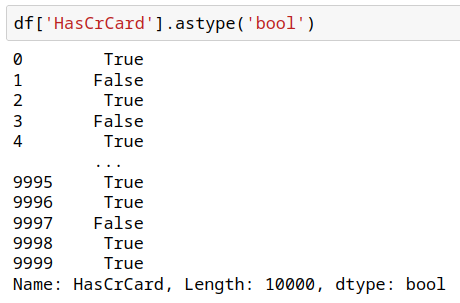 df['HasCrCard'].astype('bool')
0        True
1       False
2        True
3       False
4        True
        ...
9995     True
9996     True
9997    False
9998     True
9999     True
Name: HasCrCard, Length: 10000, dtype: bool